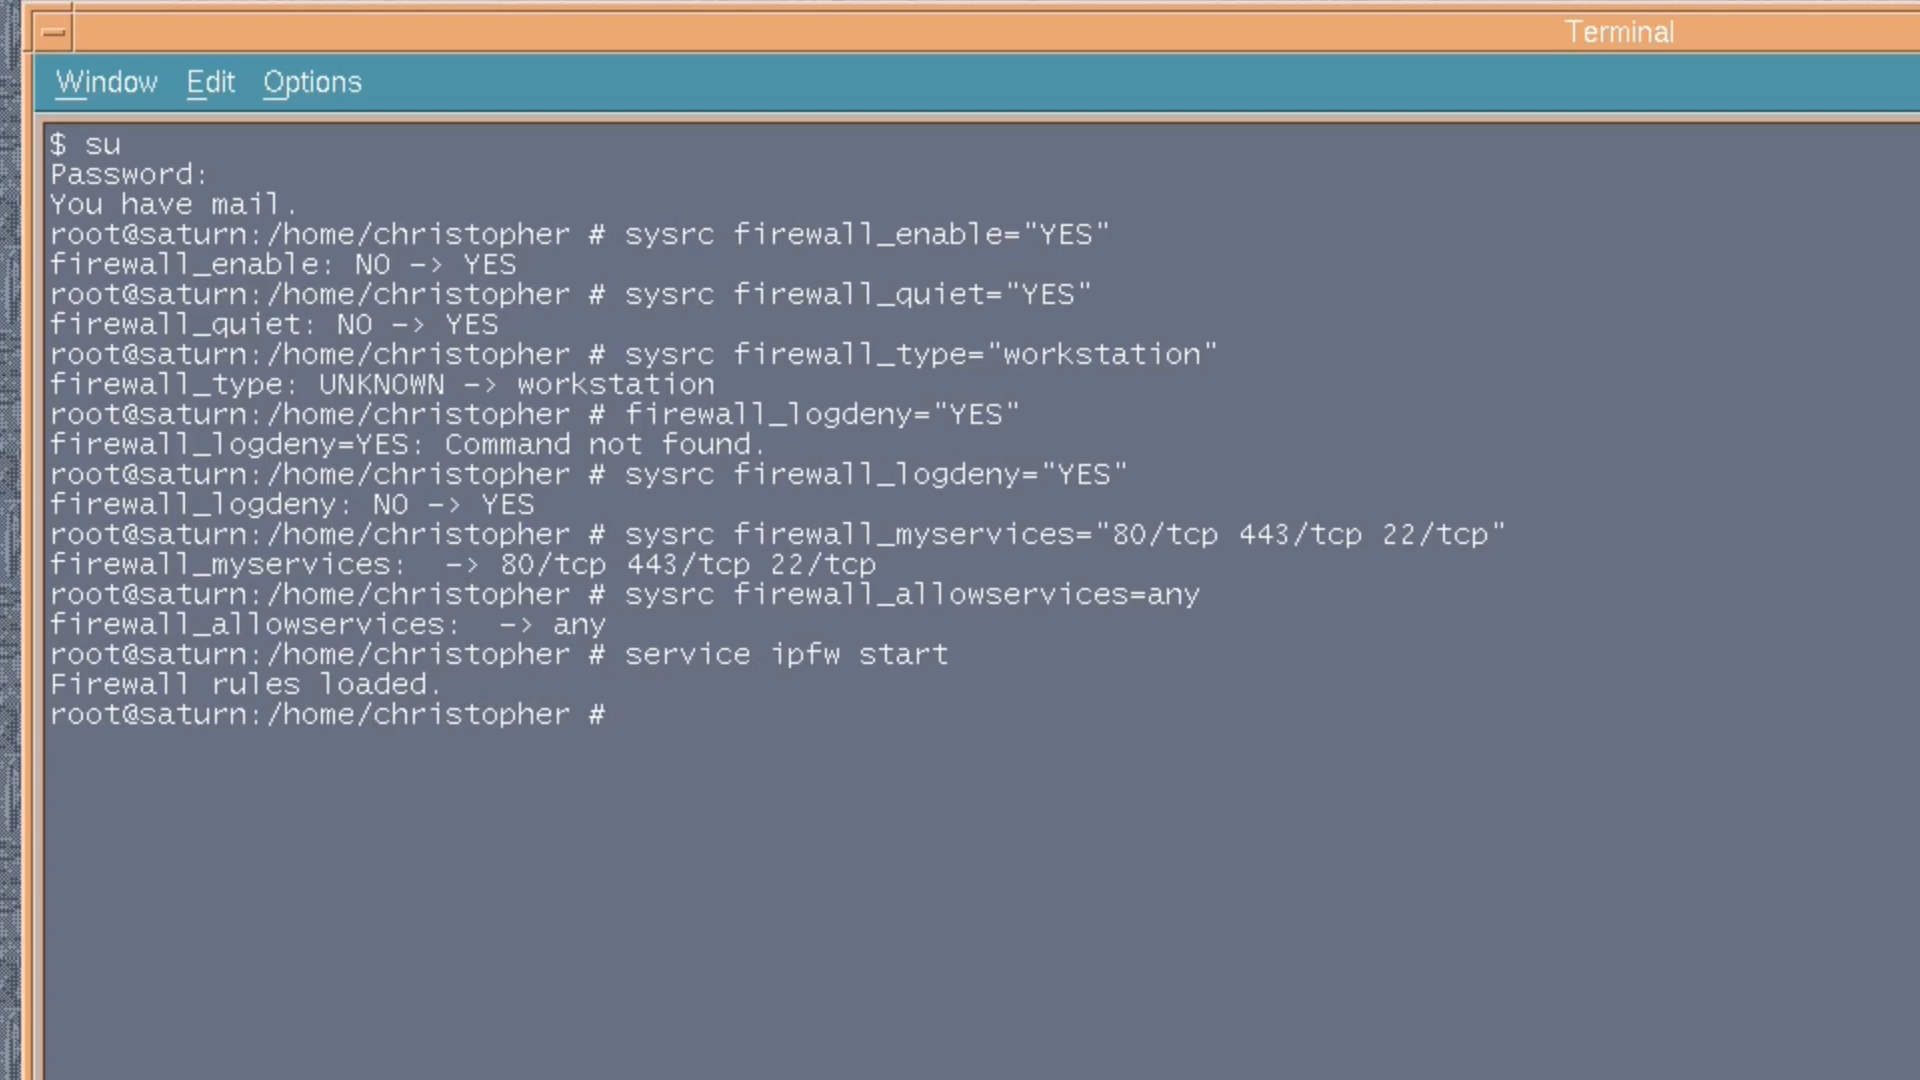 Terminal
Window Edit Options
$ su
Password:
You have mail.
root@saturn:/home/christopher # sysrc firewall_enable="YES"
firewall_enable: NO -> YES
root@saturn:/home/christopher # sysrc firewall_quiet="YES"
firewall_quiet: NO -> YES
root@saturn:/home/christopher # sysrc firewall_type="workstation"
firewall_type: UNKNOWN -> workstation
root@saturn:/home/christopher # firewall_logdeny="YES"
firewall_logdeny=YES: Command not found.
root@saturn:/home/christopher # sysrc firewall_logdeny="YES"
firewall_logdeny: NO -> YES
root@saturn:/home/christopher # sysrc firewall_myservices="80/tcp 443/tcp 22/tcp"
firewall_myservices:  -> 80/tcp 443/tcp 22/tcp
root@saturn:/home/christopher # sysrc firewall_allowservices=any
firewall_allowservices:  -> any
root@saturn:/home/christopher # service ipfw start
Firewall rules loaded.
root@saturn:/home/christopher #